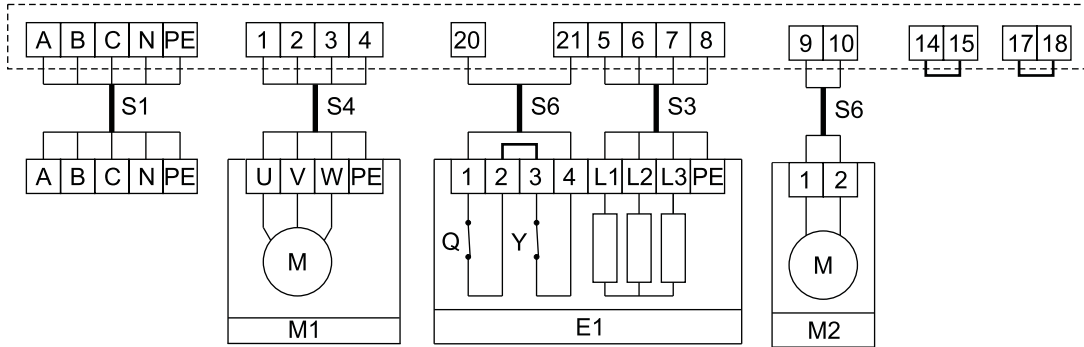 A B C N PE 1 2 3 4 20 21 5 6 7 8 9 10 14 15 17 18
S1 S4 S6 S3 S6
A B C N PE U V W PE 1 2 3 4 L1 L2 L3 PE 1 2
Q Y
M M
M1 E1 M2